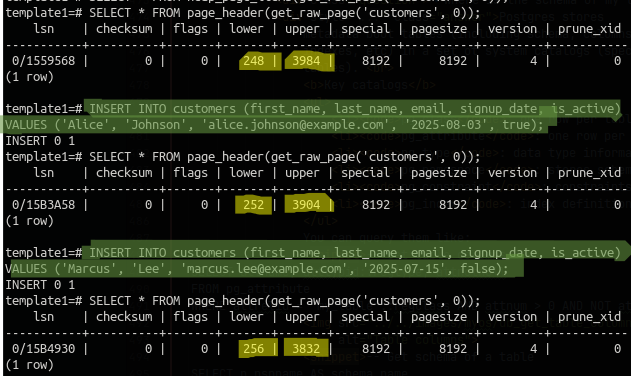 template1=# SELECT * FROM page_header(get_raw_page('customers', 0));
lsn | checksum | flags | lower | upper | special | pagesize | version | prune_xid
-----------+----------+-------+-------+-------+---------+----------+---------+-----------
0/1559568 | 0 | 0 | 248 | 3984 | 8192 | 8192 | 4 | 0
(1 row)
template1=# INSERT INTO customers (first_name, last_name, email, signup_date, is_active)
VALUES ('Alice', 'Johnson', 'alice.johnson@example.com', '2025-08-03', true);
INSERT 0 1
template1=# SELECT * FROM page_header(get_raw_page('customers', 0));
lsn | checksum | flags | lower | upper | special | pagesize | version | prune_xid
-----------+----------+-------+-------+-------+---------+----------+---------+-----------
0/15B3A58 | 0 | 0 | 252 | 3904 | 8192 | 8192 | 4 | 0
(1 row)
template1=# INSERT INTO customers (first_name, last_name, email, signup_date, is_active)
VALUES ('Marcus', 'Lee', 'marcus.lee@example.com', '2025-07-15', false);
INSERT 0 1
template1=# SELECT * FROM page_header(get_raw_page('customers', 0));
lsn | checksum | flags | lower | upper | special | pagesize | version | prune_xid
-----------+----------+-------+-------+-------+---------+----------+---------+-----------
0/15B4930 | 0 | 0 | 256 | 3832 | 8192 | 8192 | 4 | 0
(1 row)